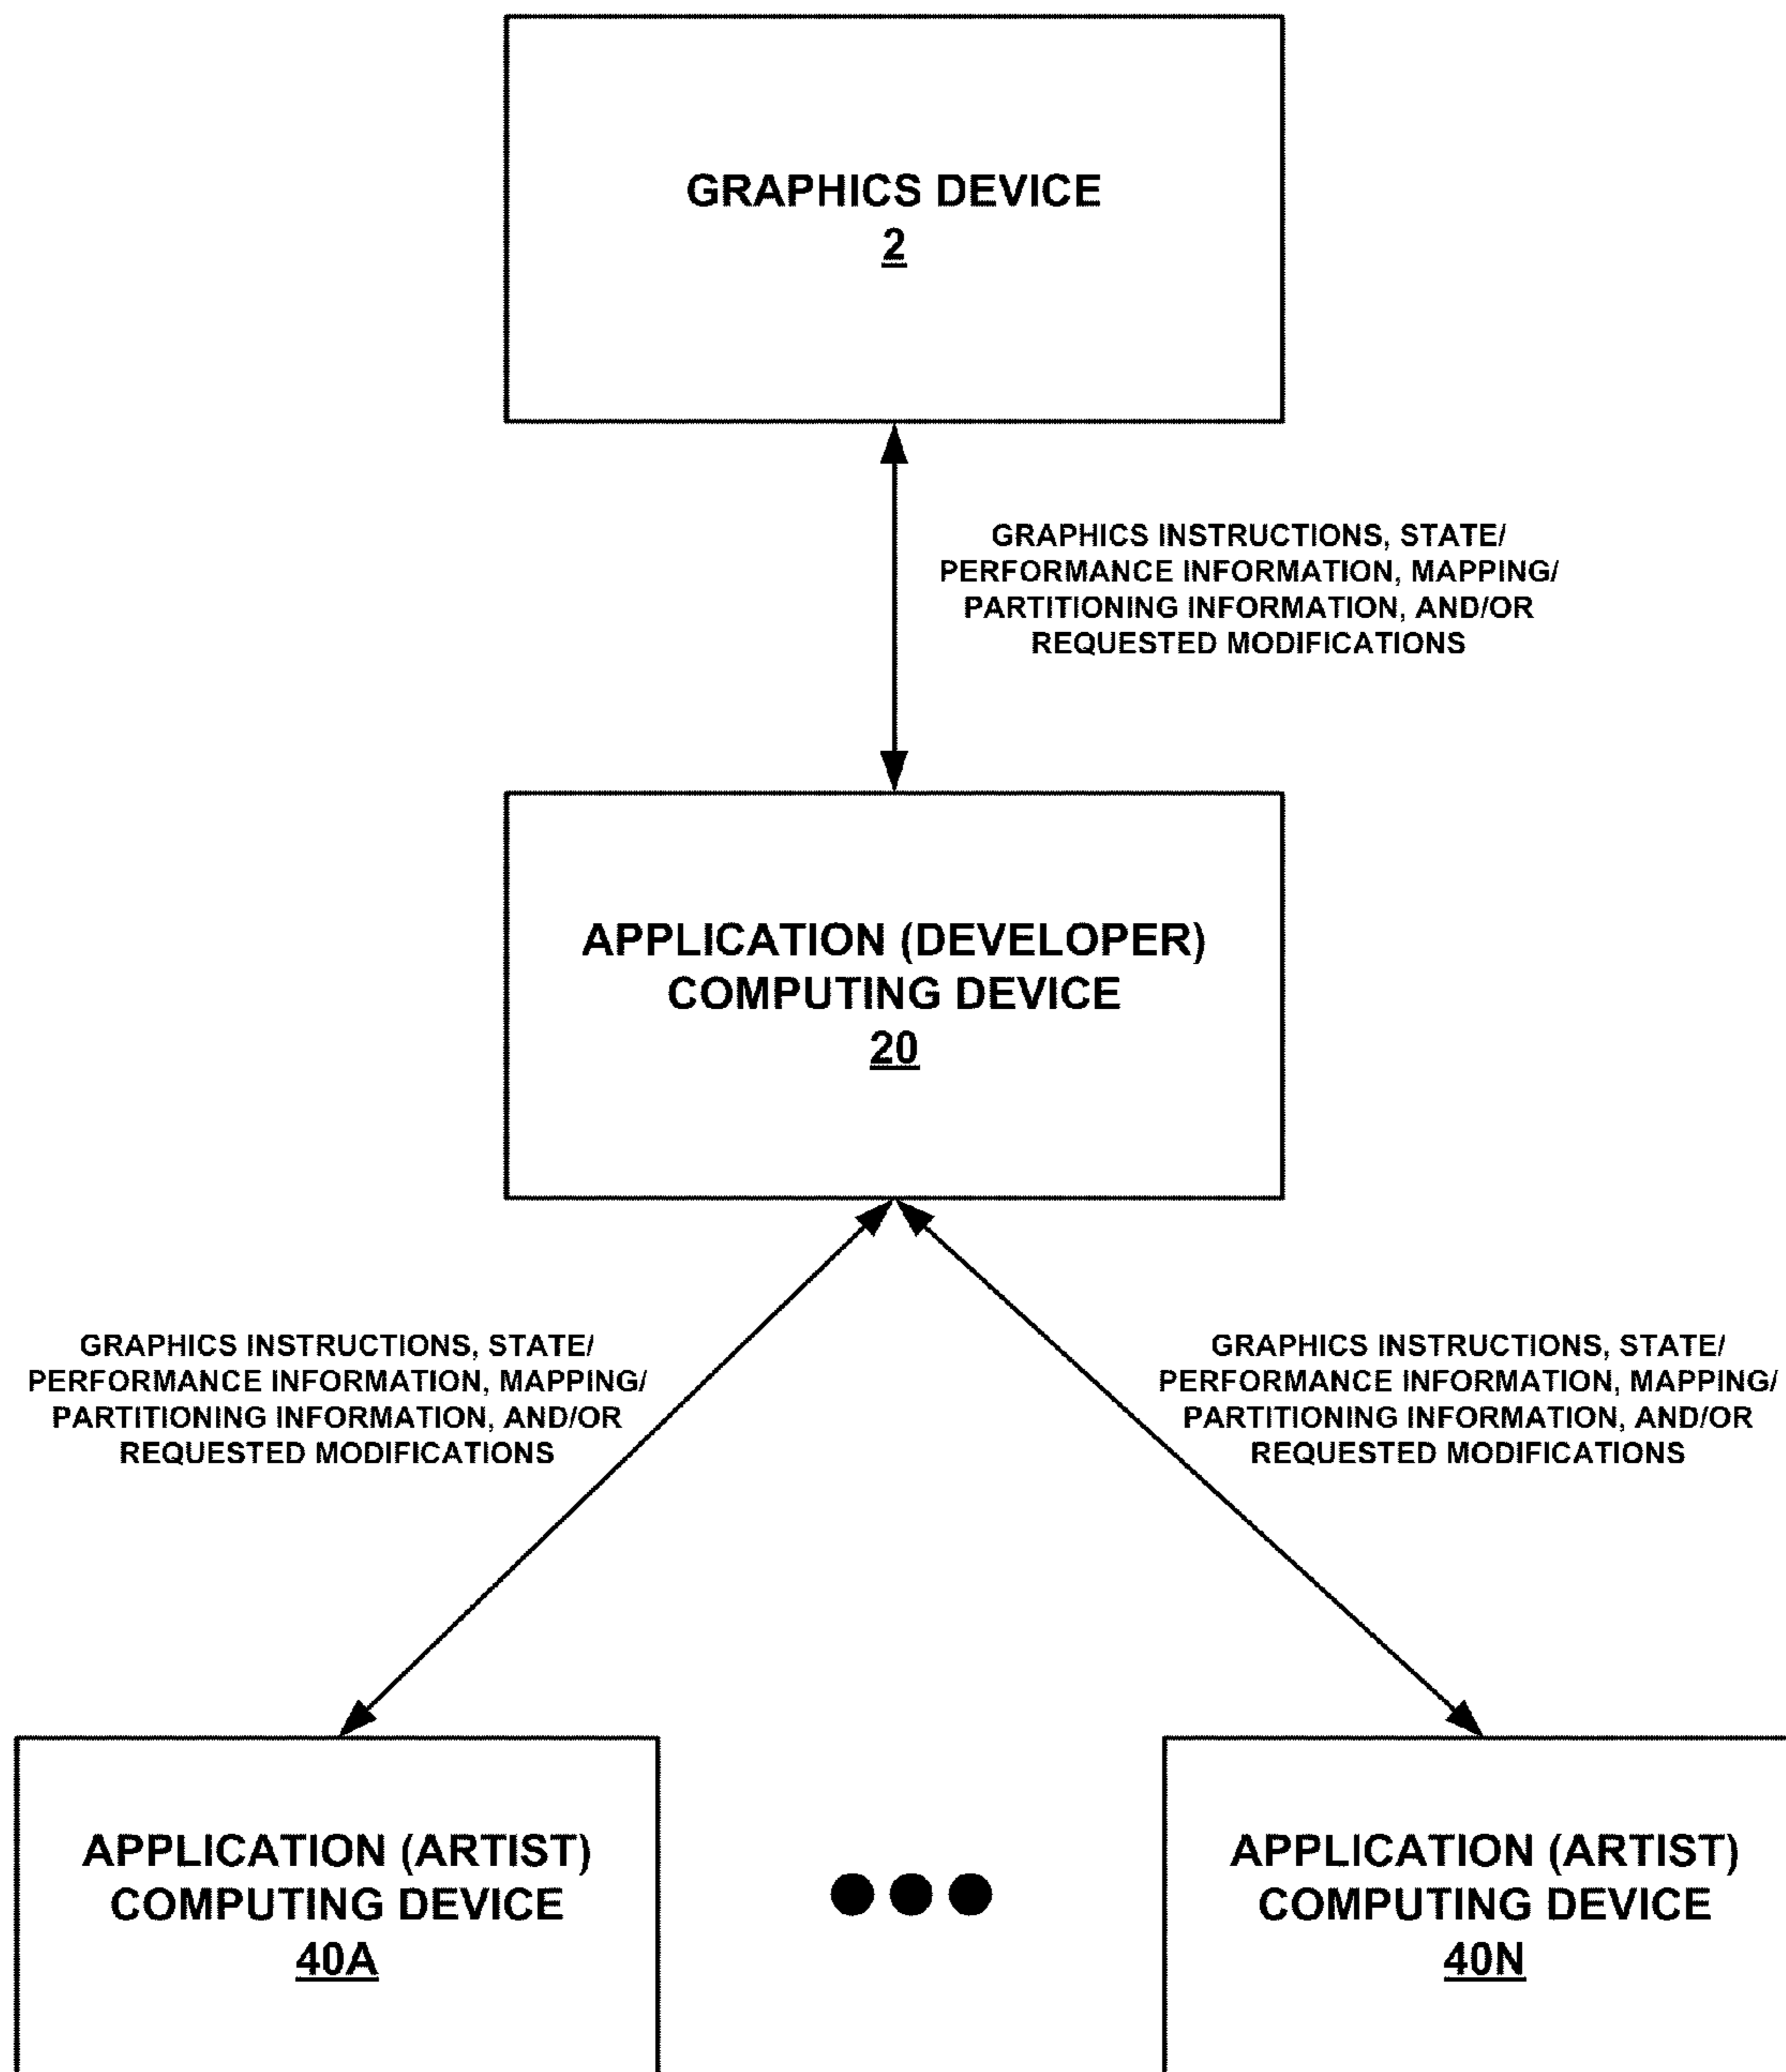 GRAPHICS DEVICE
2
GRAPHICS INSTRUCTIONS, STATE/
PERFORMANCE INFORMATION, MAPPING/
PARTITIONING INFORMATION, AND/OR
REQUESTED MODIFICATIONS
APPLICATION (DEVELOPER)
COMPUTING DEVICE
20
GRAPHICS INSTRUCTIONS, STATE/
PERFORMANCE INFORMATION, MAPPING/
PARTITIONING INFORMATION, AND/OR
REQUESTED MODIFICATIONS
GRAPHICS INSTRUCTIONS, STATE/
PERFORMANCE INFORMATION, MAPPING/
PARTITIONING INFORMATION, AND/OR
REQUESTED MODIFICATIONS
APPLICATION (ARTIST)
COMPUTING DEVICE
40A
APPLICATION (ARTIST)
COMPUTING DEVICE
40N